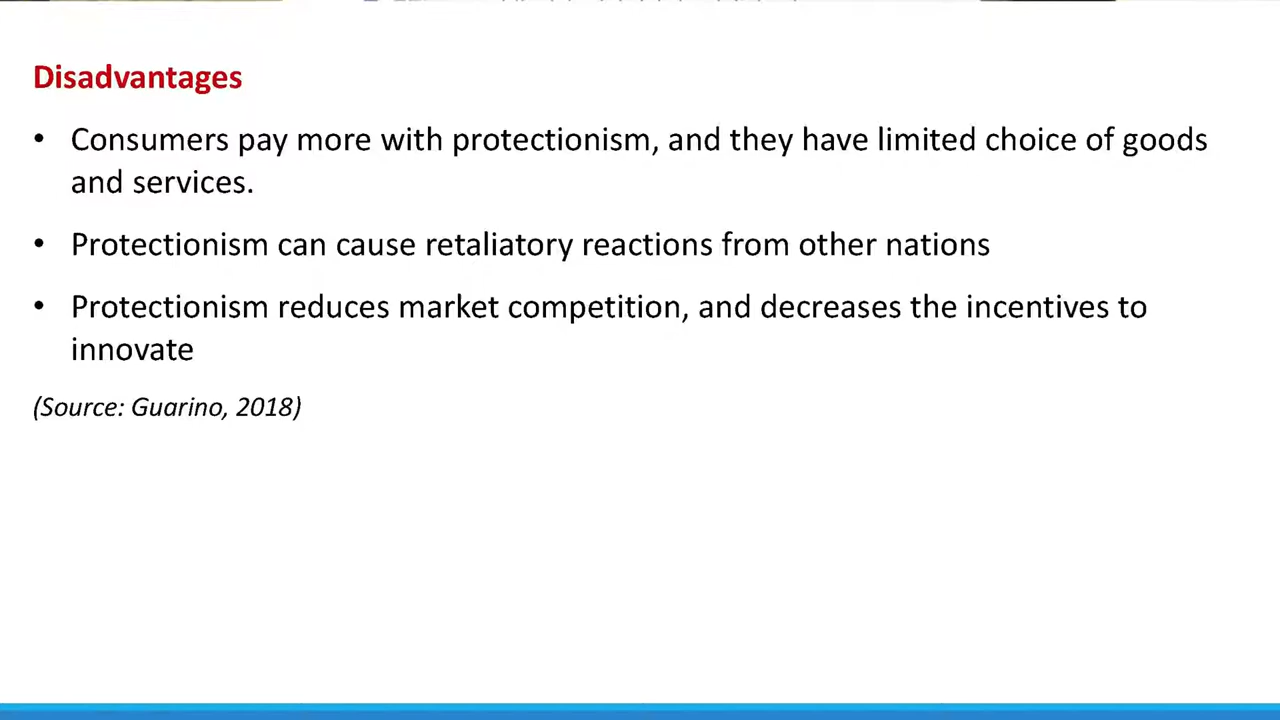 Disadvantages
• Consumers pay more with protectionism, and they have limited choice of goods
and services.
• Protectionism can cause retaliatory reactions from other nations
• Protectionism reduces market competition, and decreases the incentives to
innovate
(Source: Guarino, 2018)